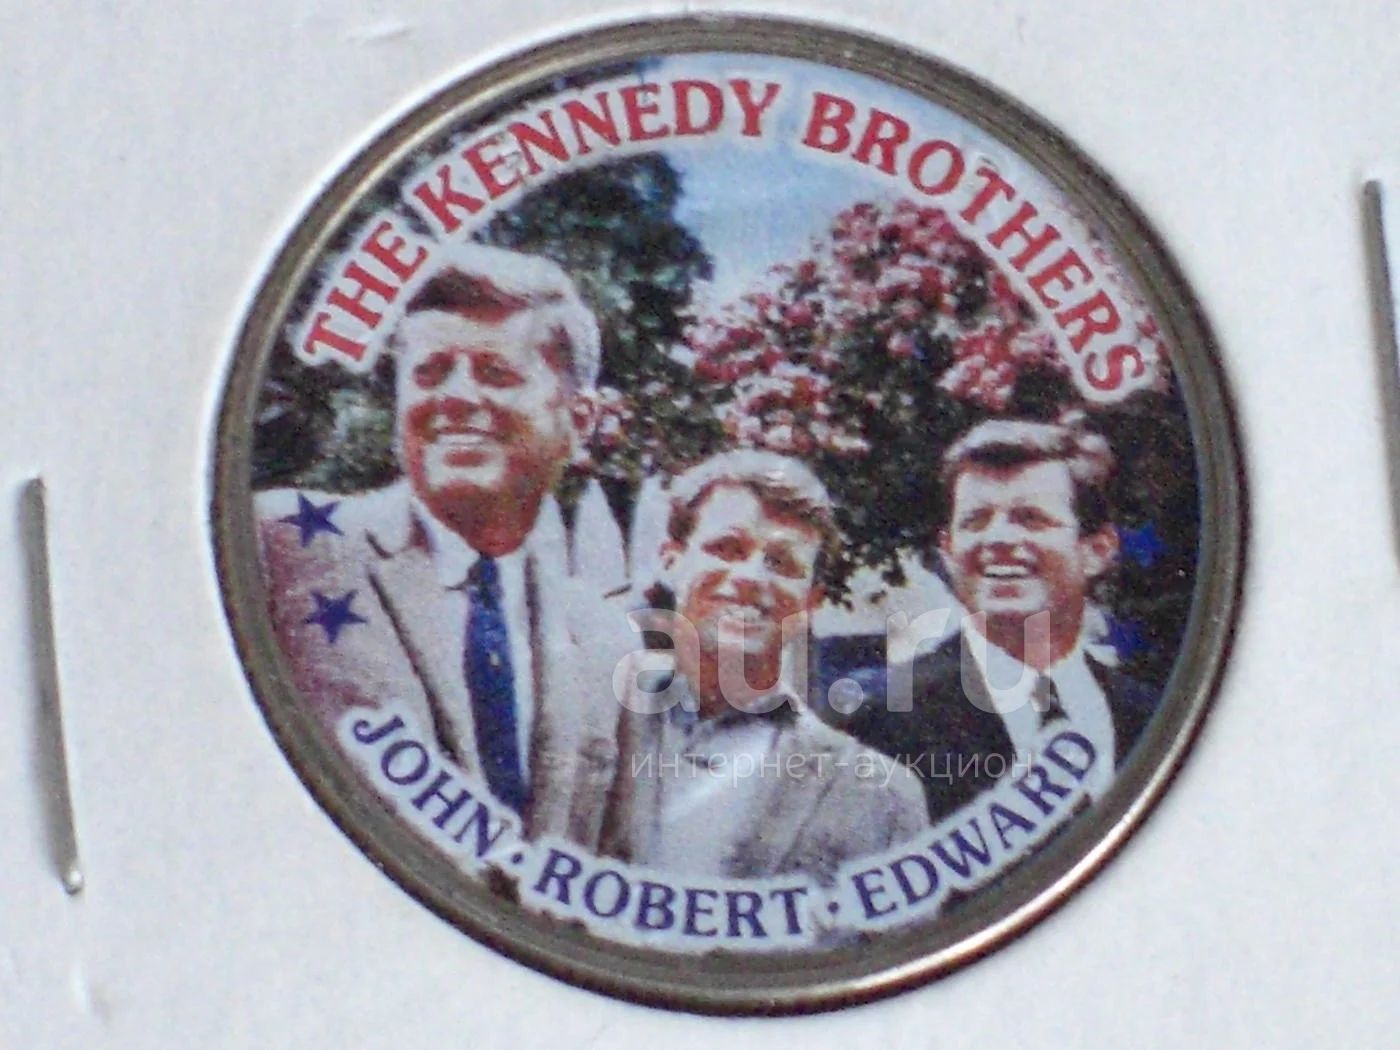 THE KENNEDY BROTHERS
JOHN · ROBERT · EDWARD
au.ru
интернет-аукцион